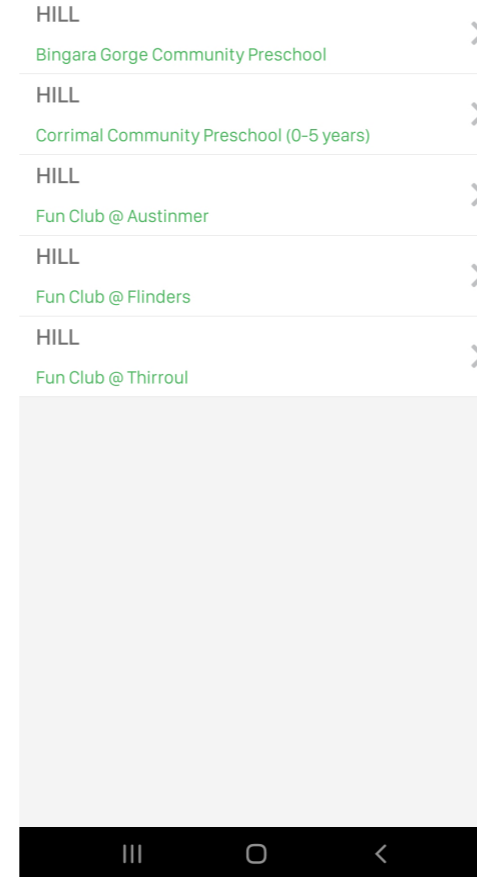 HILL
Bingara Gorge Community Preschool
HILL
Corrimal Community Preschool (0-5 years)
HILL
Fun Club @ Austinmer
HILL
Fun Club @ Flinders
HILL
Fun Club @ Thirroul